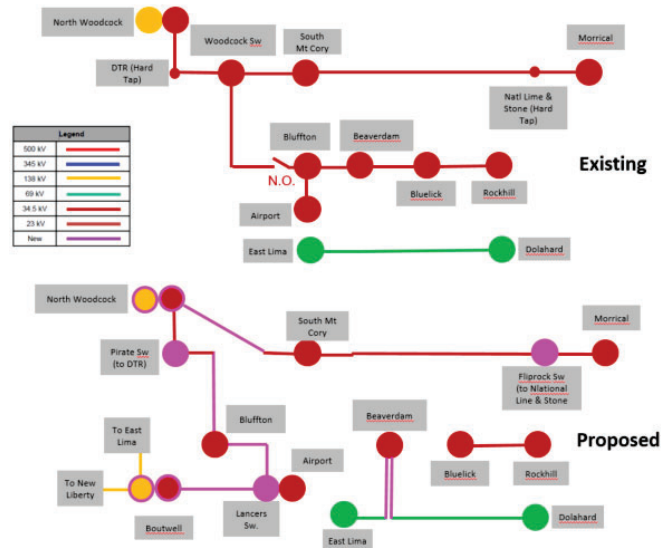 North Woodcock
Woodcock Sw
South
Mt Cory
Morrical
DTR (Hard
Tap)
Natl Lime &
Stone (Hard
Tap)
Legend
500 kV
345 kV
138 kV
69 kV
34.5 kV
23 kV
New
Bluffton
Beaverdam
N.O.
Bluelick
Rockhill
Existing
Airport
East Lima
Dolahard
North Woodcock
South Mt
Cory
Morrical
Pirate Sw
(to DTR)
Fliprock Sw
(to Nlational
Line & Stone
Bluffton
Beaverdam
To East
Lima
Airport
Proposed
Bluelick
Rockhill
To New
Liberty
Boutwell
Lancers
Sw.
Dolahard
East Lima